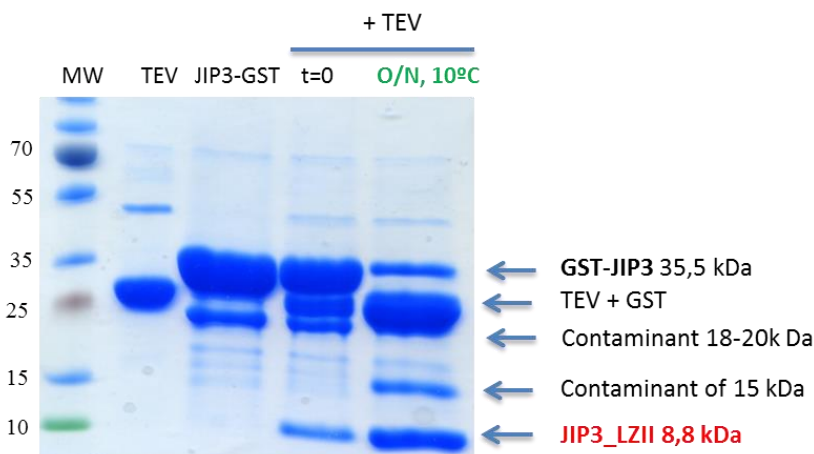 + TEV
MW TEV JIP3-GST t=0 O/N, 10ºC
70
55
35
25
15
10
GST-JIP3 35,5 kDa
TEV + GST
Contaminant 18-20k Da
Contaminant of 15 kDa
JIP3_LZII 8,8 kDa